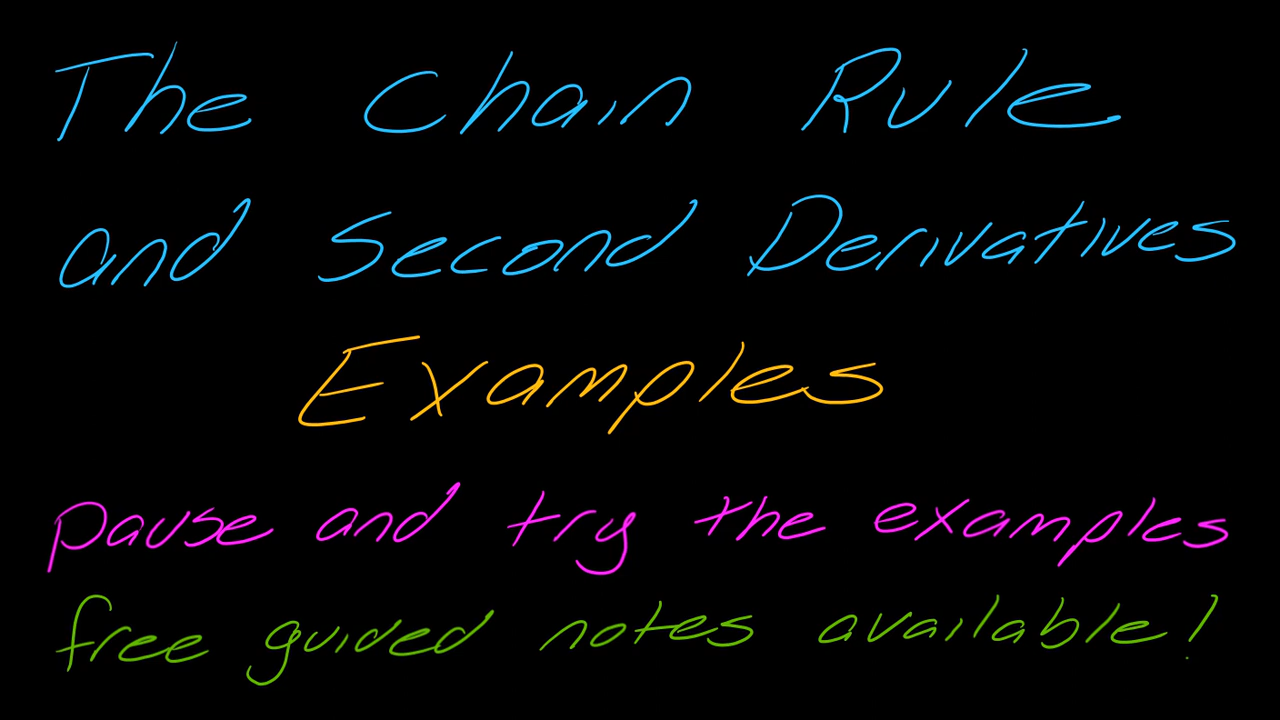 The Chain Rule
and Second Derivatives
Examples
pause and try the examples
free guided notes available!